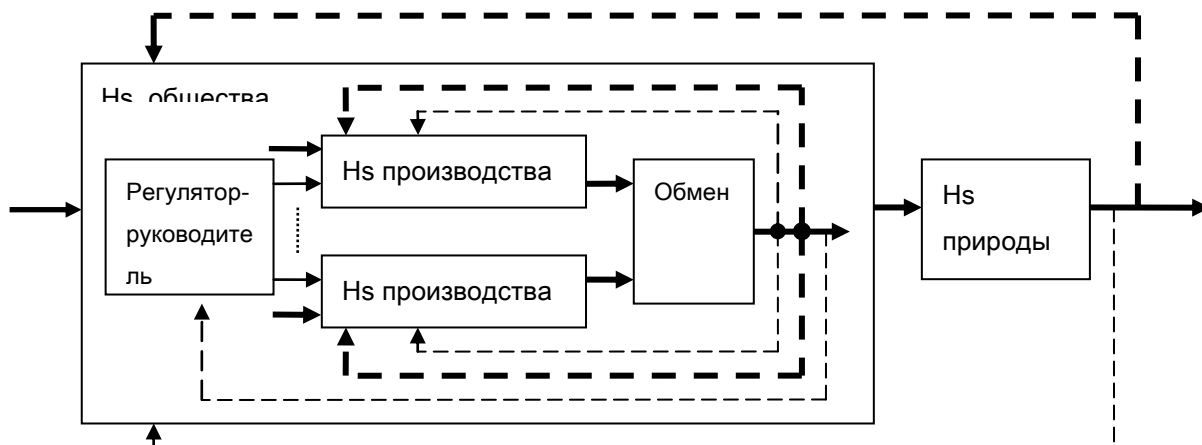 Hs общества
Hs производства
Регулятор-
руководите
ль
Обмен
Hs
природы
Hs производства